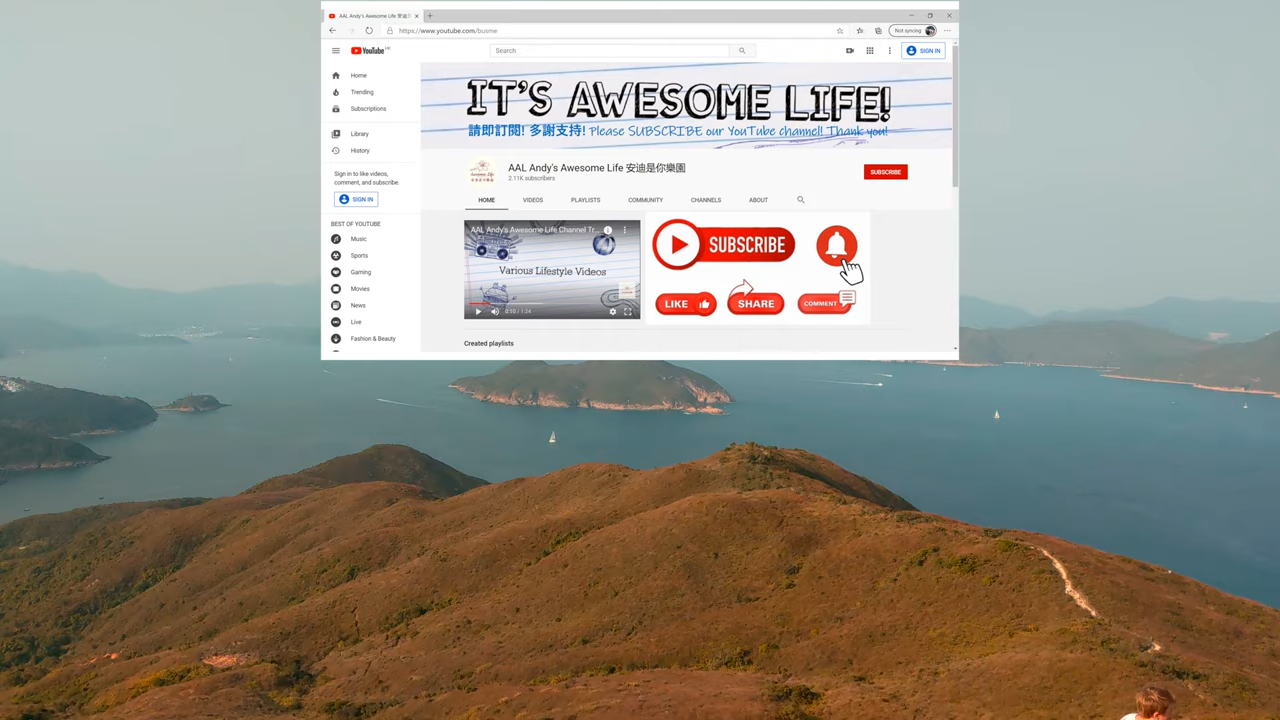 AAL Andy's Awesome Life 安迪是
https://www.youtube.com/busme
Not syncing
YouTube HK
Search
SIGN IN
Home
Trending
Subscriptions
Library
History
Sign in to like videos,
comment, and subscribe.
SIGN IN
BEST OF YOUTUBE
Music
Sports
Gaming
Movies
News
Live
Fashion & Beauty
IT'S AWESOME LIFE!
請即訂閱! 多謝支持! Please SUBSCRIBE our YouTube channel! Thank you!
AAL Andy's Awesome Life 安迪是你樂園
2.11K subscribers
SUBSCRIBE
HOME VIDEOS PLAYLISTS COMMUNITY CHANNELS ABOUT
AAL Andy's Awesome Life Channel Tr...
Various Lifestyle Videos
0:10 / 1:24
SUBSCRIBE
LIKE SHARE COMMENT
Created playlists